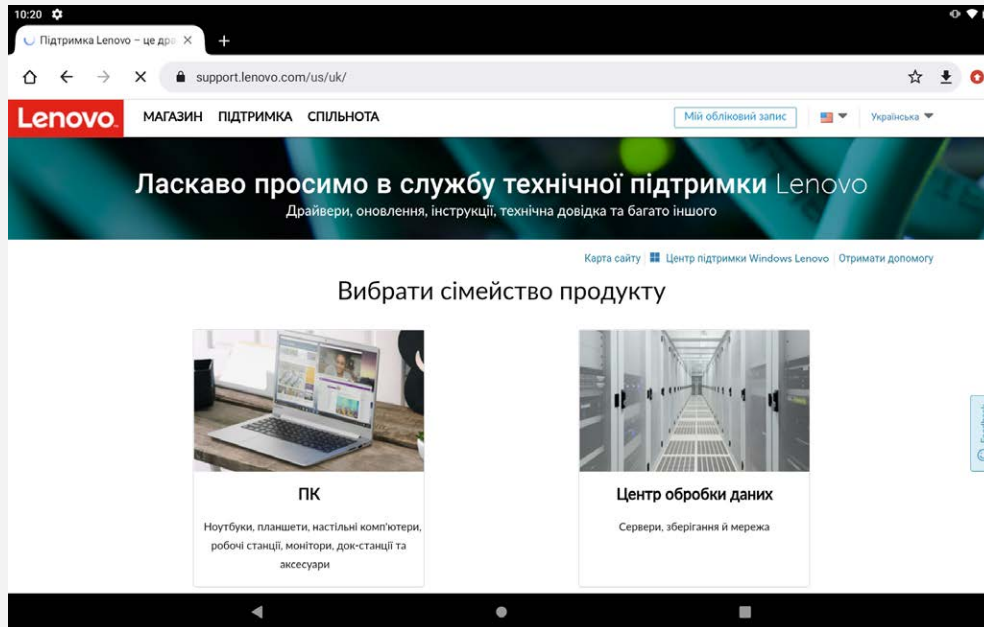 10:20
Підтримка Lenovo – це др
support.lenovo.com/us/uk/
Lenovo.
МАГАЗИН ПІДТРИМКА СПІЛЬНОТА
Мій обліковий запис
Українська
Ласкаво просимо в службу технічної підтримки Lenovo
Драйвери, оновлення, інструкції, технічна довідка та багато іншого
Карта сайту Центр підтримки Windows Lenovo Отримати допомогу
Вибрати сімейство продукту
ПК
Ноутбуки, планшети, настільні комп'ютери,
робочі станції, монітори, док-станції та
аксесуари
Центр обробки даних
Сервери, зберігання й мережа